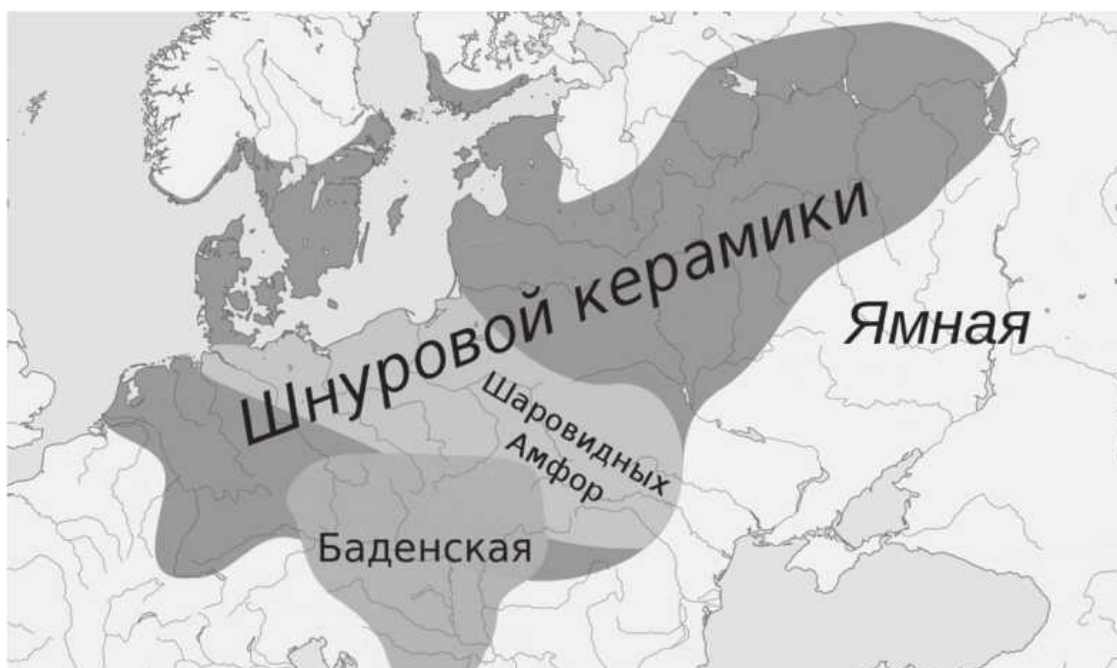 Шнуровой керамики
Ямная
Шаровидных
Амфор
Баденская